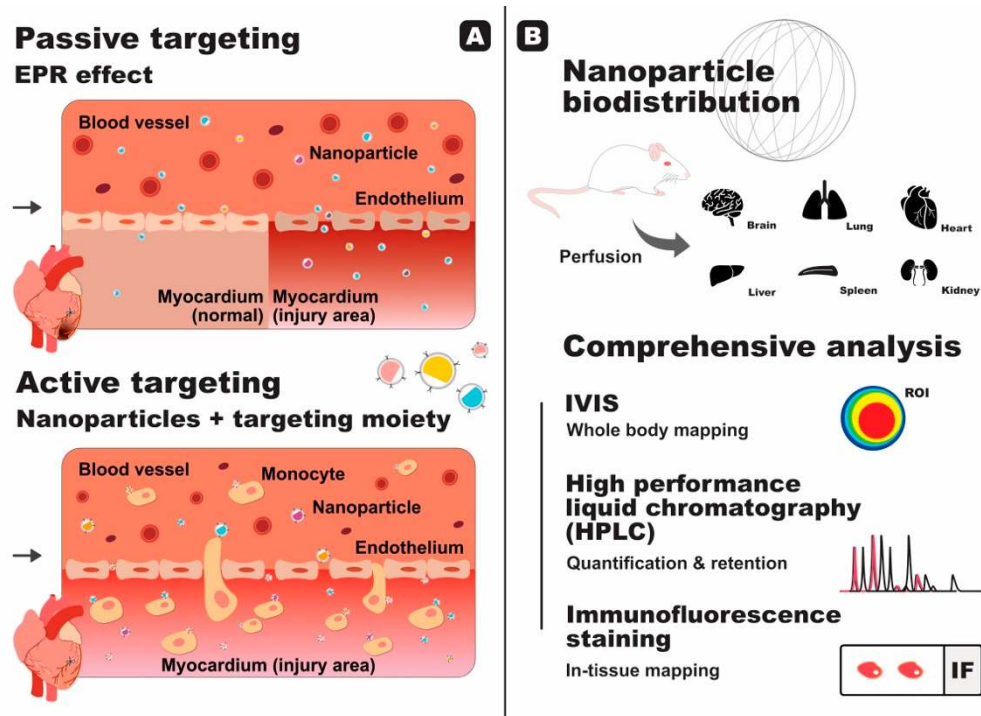 Passive targeting
EPR effect
A
Blood vessel
Nanoparticle
Endothelium
Myocardium
(normal)
Myocardium
(injury area)
Active targeting
Nanoparticles + targeting moiety
Blood vessel
Monocyte
Nanoparticle
Endothelium
Myocardium (injury area)
B
Nanoparticle
biodistribution
Perfusion
Brain
Lung
Heart
Liver
Spleen
Kidney
Comprehensive analysis
IVIS
Whole body mapping
ROI
High performance
liquid chromatography
(HPLC)
Quantification & retention
Immunofluorescence
staining
In-tissue mapping
IF